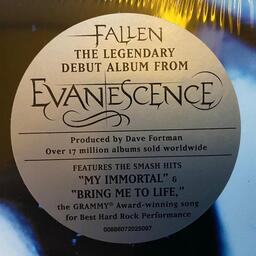 FALLEN
THE LEGENDARY
DEBUT ALBUM FROM
EVANESCENCE
Produced by Dave Fortman
Over 17 million albums sold worldwide
FEATURES THE SMASH HITS
"MY IMMORTAL" &
"BRING ME TO LIFE,"
the GRAMMY® Award-winning song
for Best Hard Rock Performance
00888072025097